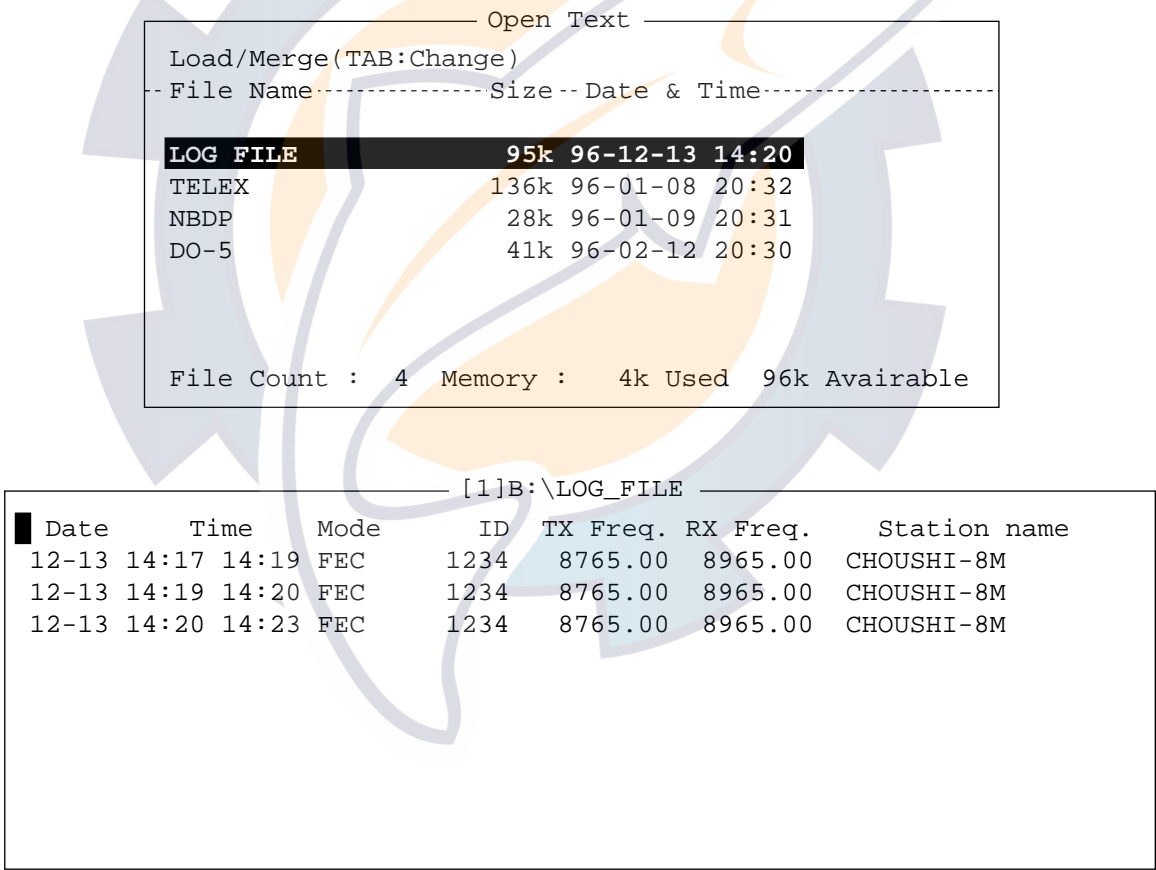 Open Text
Load/Merge(TAB:Change)
File Name Size Date & Time
LOG FILE 95k 96-12-13 14:20
TELEX 136k 96-01-08 20:32
NBDP 28k 96-01-09 20:31
DO-5 41k 96-02-12 20:30
File Count : 4 Memory : 4k Used 96k Avairable
[1]B:\LOG_FILE
Date Time Mode ID TX Freq. RX Freq. Station name
12-13 14:17 14:19 FEC 1234 8765.00 8965.00 CHOUSHI-8M
12-13 14:19 14:20 FEC 1234 8765.00 8965.00 CHOUSHI-8M
12-13 14:20 14:23 FEC 1234 8765.00 8965.00 CHOUSHI-8M